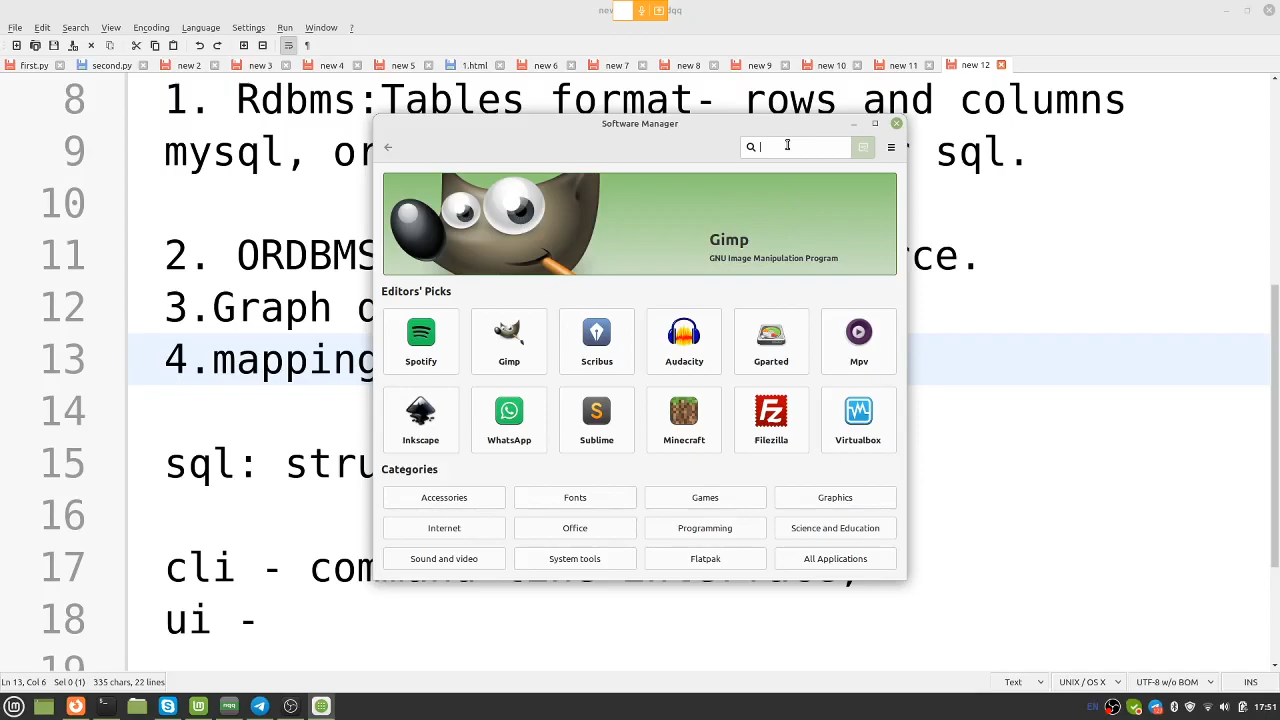 File Edit Search View Encoding Language Settings Run Window ?
first.py second.py new 2 new 3 new 4 new 5 1.html new 6 new 7 new 8 new 9 new 10 new 11 new 12
8 1. Rdbms:Tables format- rows and columns
9 mysql, sql.
10
11 2. ORDBMS
12 3.Graph
13 4.mapping
14
15 sql:
16
17 cli -
18 ui -
19
Software Manager
Gimp
GNU Image Manipulation Program
Editors' Picks
Spotify Gimp Scribus Audacity Gparted Mpv
Inkscape WhatsApp Sublime Minecraft Filezilla Virtualbox
Categories
Accessories Fonts Games Graphics
Internet Office Programming Science and Education
Sound and video System tools Flatpak All Applications
Ln 13, Col 6 Sel 0 (1) 335 chars, 22 lines Text UNIX / OS X UTF-8 w/o BOM INS
nqq EN 17:51